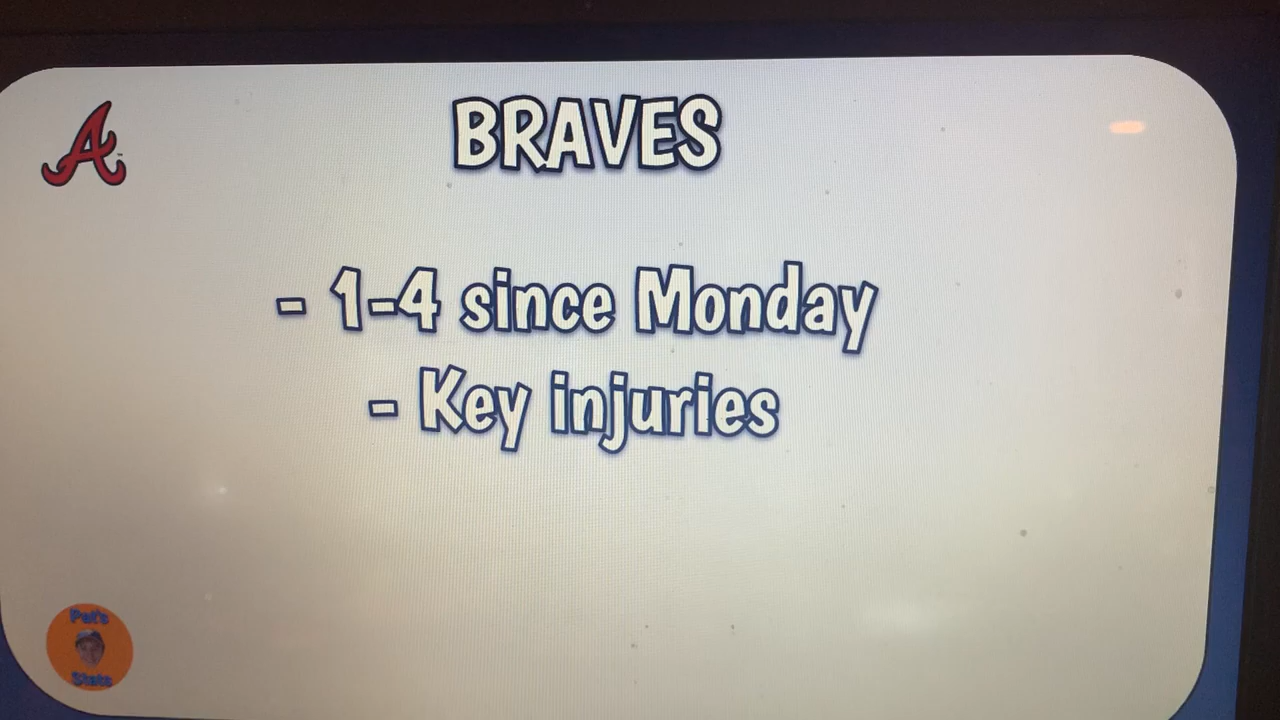 BRAVES
- 1-4 since Monday
- Key injuries
Pat's
Stats